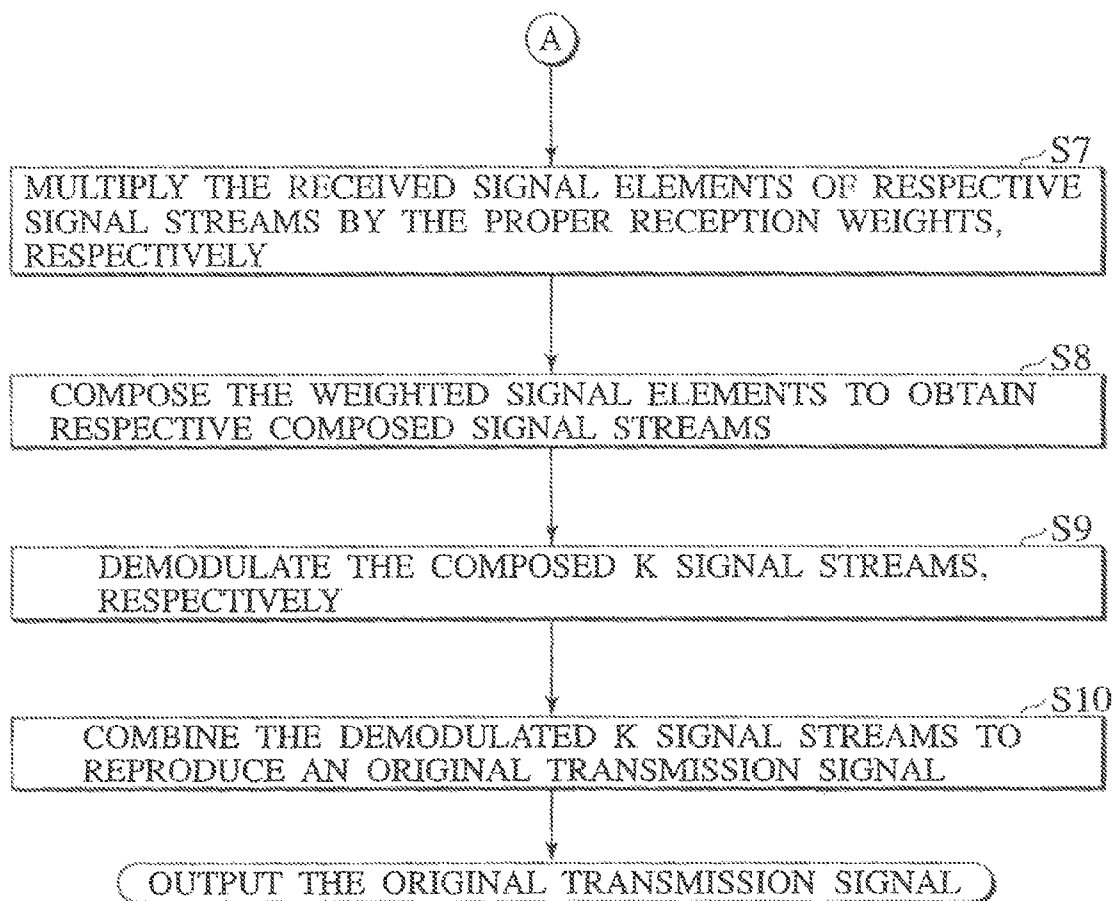 A
S7
MULTIPLY THE RECEIVED SIGNAL ELEMENTS OF RESPECTIVE
SIGNAL STREAMS BY THE PROPER RECEPTION WEIGHTS,
RESPECTIVELY
S8
COMPOSE THE WEIGHTED SIGNAL ELEMENTS TO OBTAIN
RESPECTIVE COMPOSED SIGNAL STREAMS
S9
DEMODULATE THE COMPOSED K SIGNAL STREAMS,
RESPECTIVELY
S10
COMBINE THE DEMODULATED K SIGNAL STREAMS TO
REPRODUCE AN ORIGINAL TRANSMISSION SIGNAL
OUTPUT THE ORIGINAL TRANSMISSION SIGNAL